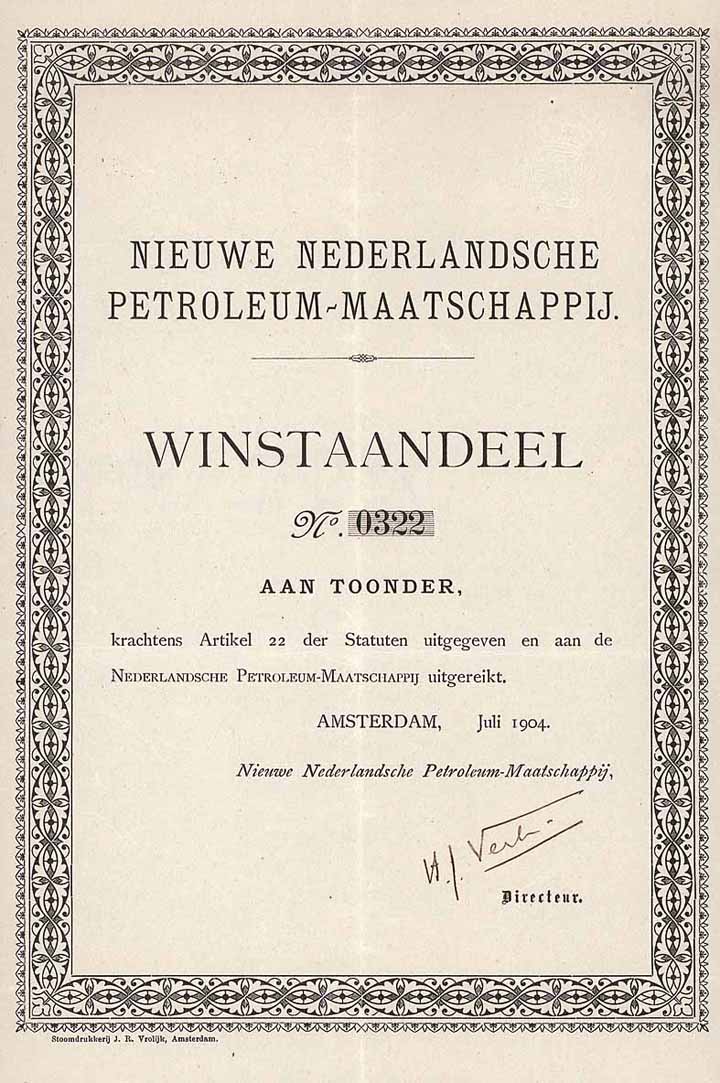 NIEUWE NEDERLANDSCHE
PETROLEUM-MAATSCHAPPIJ.
WINSTAANDEEL
No. 0322
AAN TOONDER,
krachtens Artikel 22 der Statuten uitgegeven en aan de
NEDERLANDSCHE PETROLEUM-MAATSCHAPPIJ uitgereikt.
AMSTERDAM, Juli 1904.
Nieuwe Nederlandsche Petroleum-Maatschappij,
Directeur.
Stoomdrukkerij J. R. Vrolijk, Amsterdam.